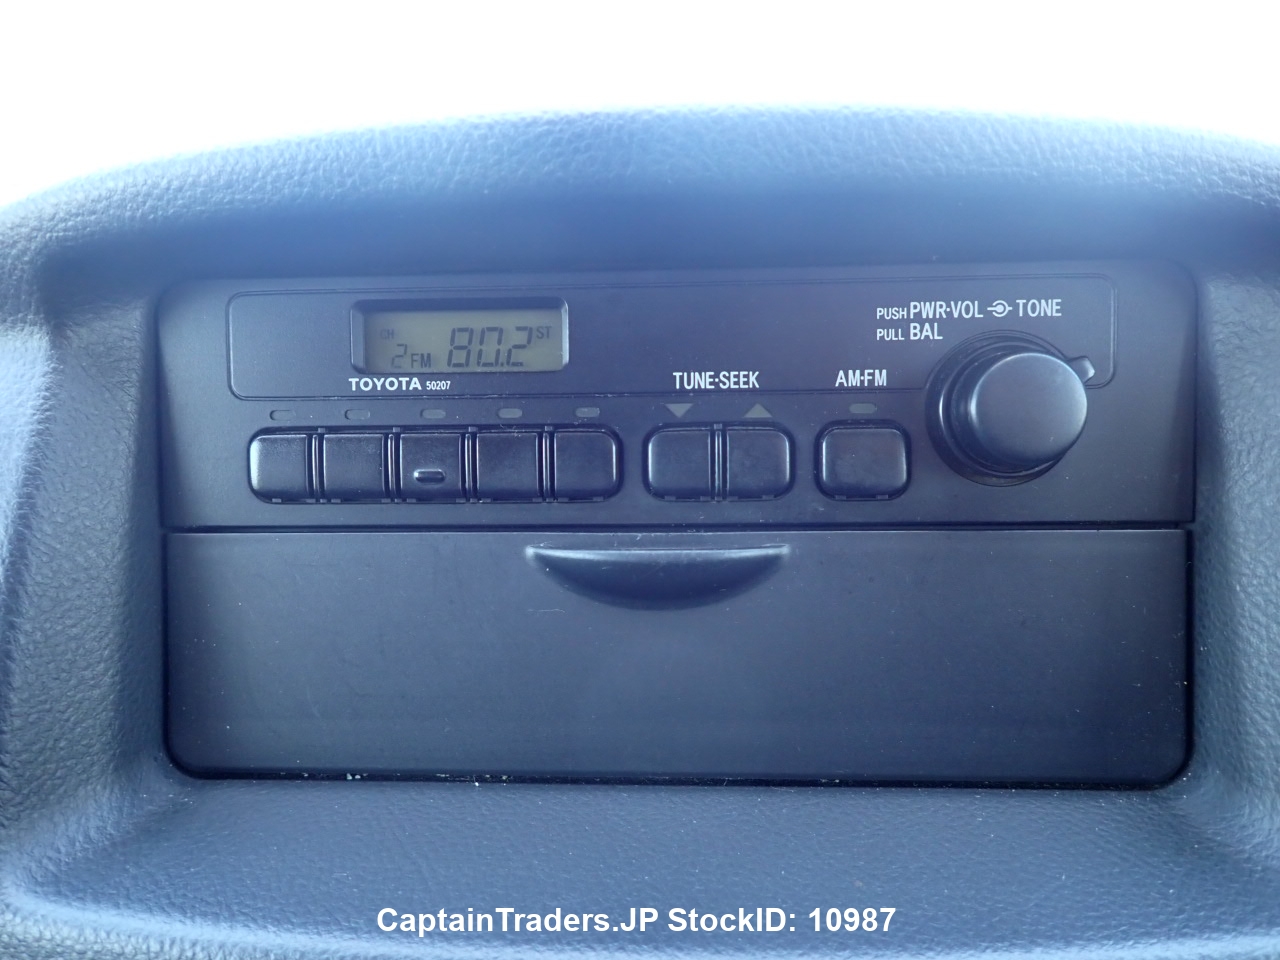 PUSH PWR·VOL TONE
PULL BAL
CH 2 FM 80.2 ST
TOYOTA 50207
TUNE·SEEK
AM·FM
CaptainTraders.JP StockID: 10987